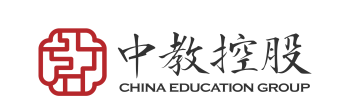 中教控股
CHINA EDUCATION GROUP